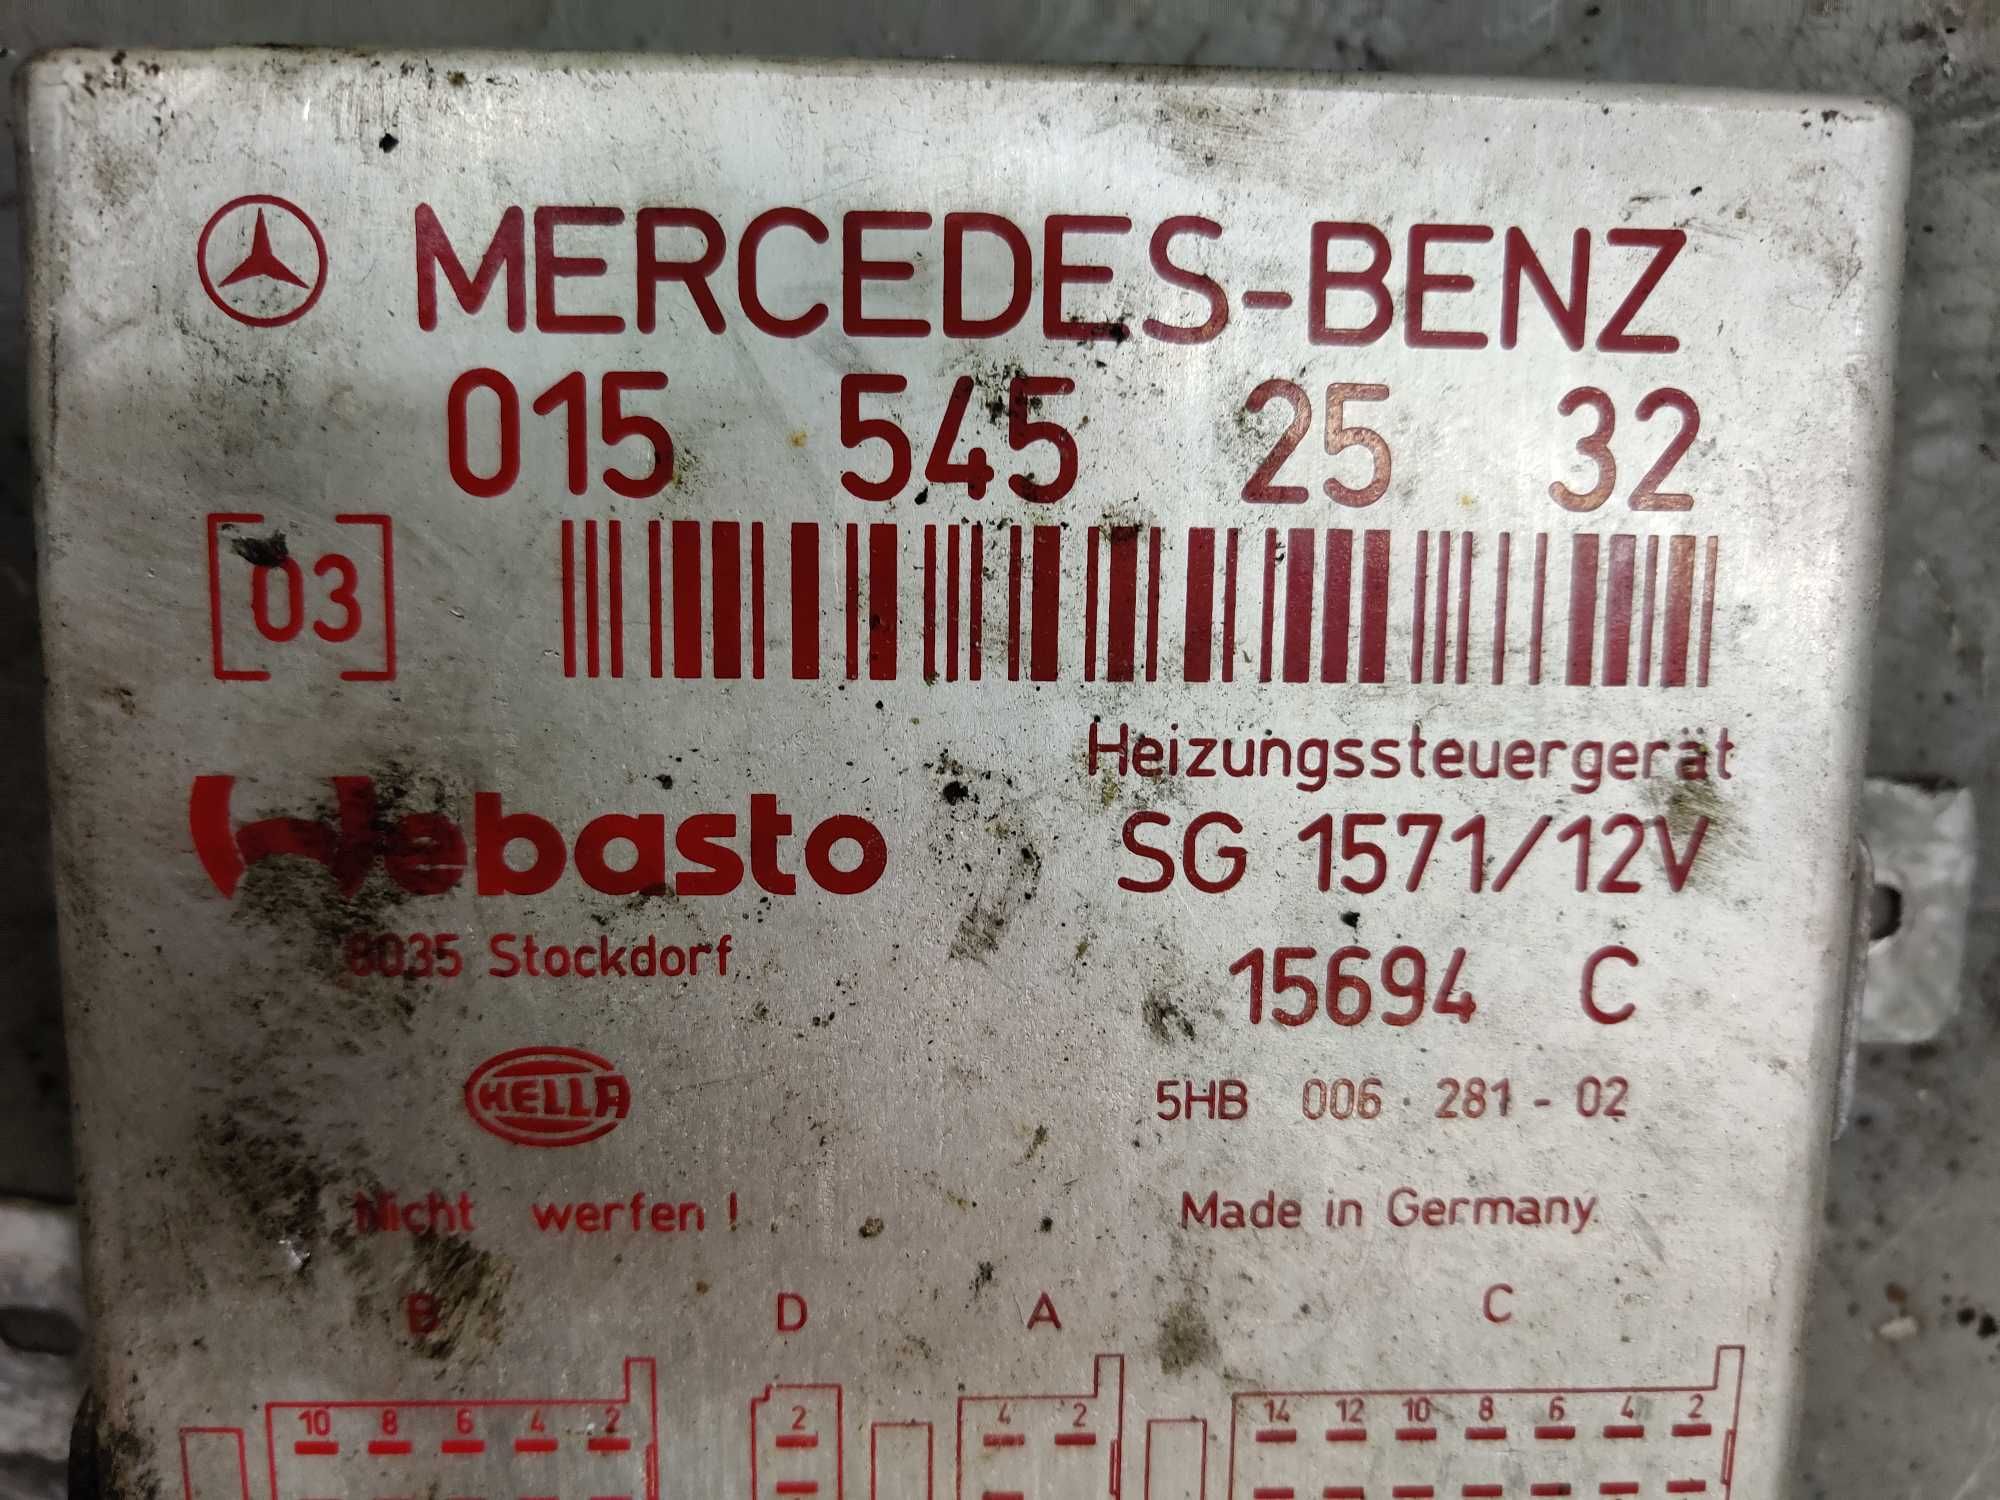 MERCEDES-BENZ
015 545 25 32
[03]
Heizungssteuergerät
Webasto
SG 1571/12V
8035 Stockdorf
15694 C
HELLA
5HB 006 281-02
Nicht werfen!
Made in Germany.
B D A C
10 8 6 4 2 2 4 2 14 12 10 8 6 4 2